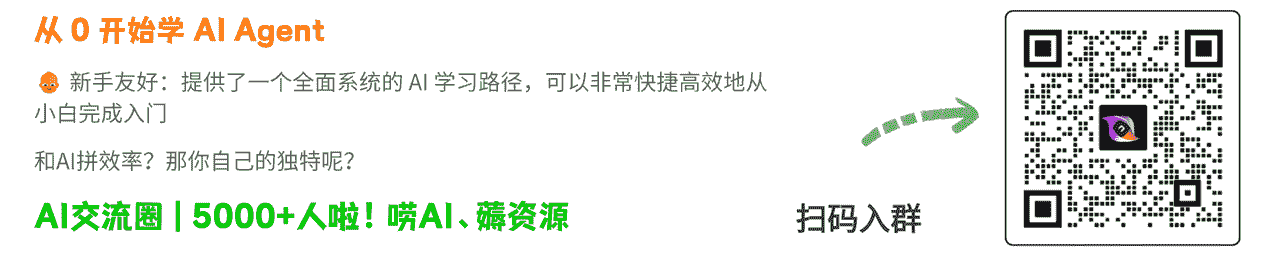 从 0 开始学 AI Agent
新手友好：提供了一个全面系统的 AI 学习路径，可以非常快捷高效地从
小白完成入门
和AI拼效率？那你自己的独特呢？
AI交流圈 | 5000+人啦！唠AI、薅资源
扫码入群